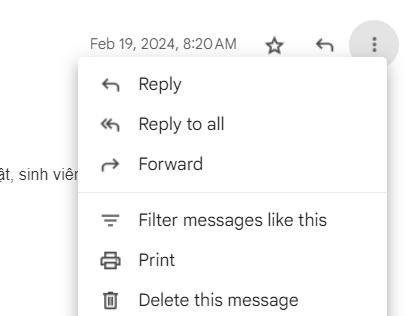 Feb 19, 2024, 8:20 AM
Reply
Reply to all
Forward
sinh viên
Filter messages like this
Print
Delete this message